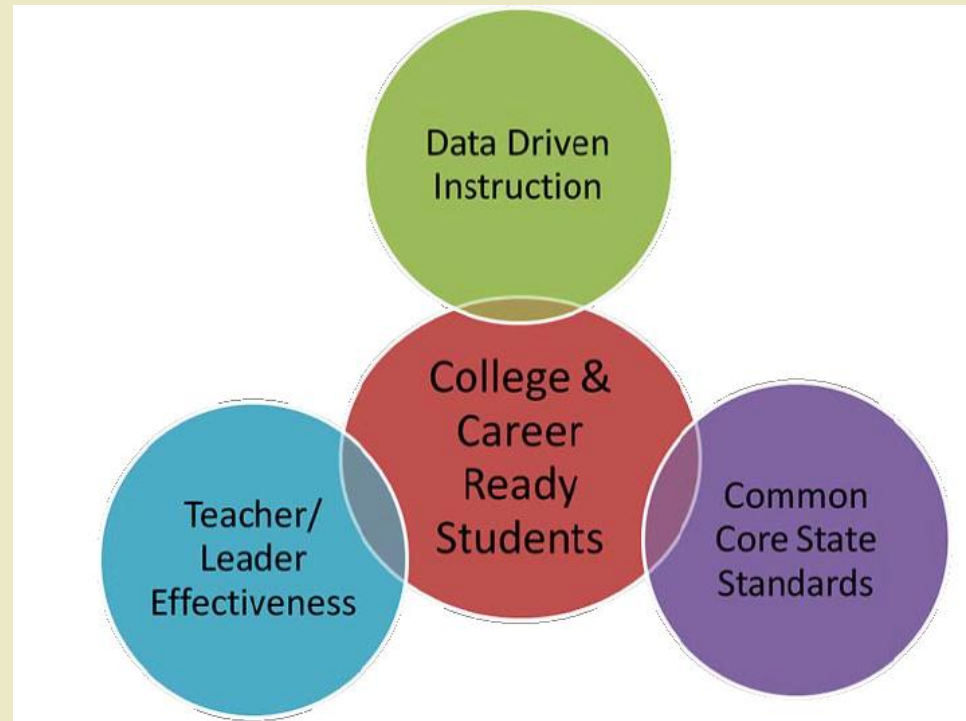 Data Driven
Instruction
College &
Career
Ready
Students
Teacher/
Leader
Effectiveness
Common
Core State
Standards